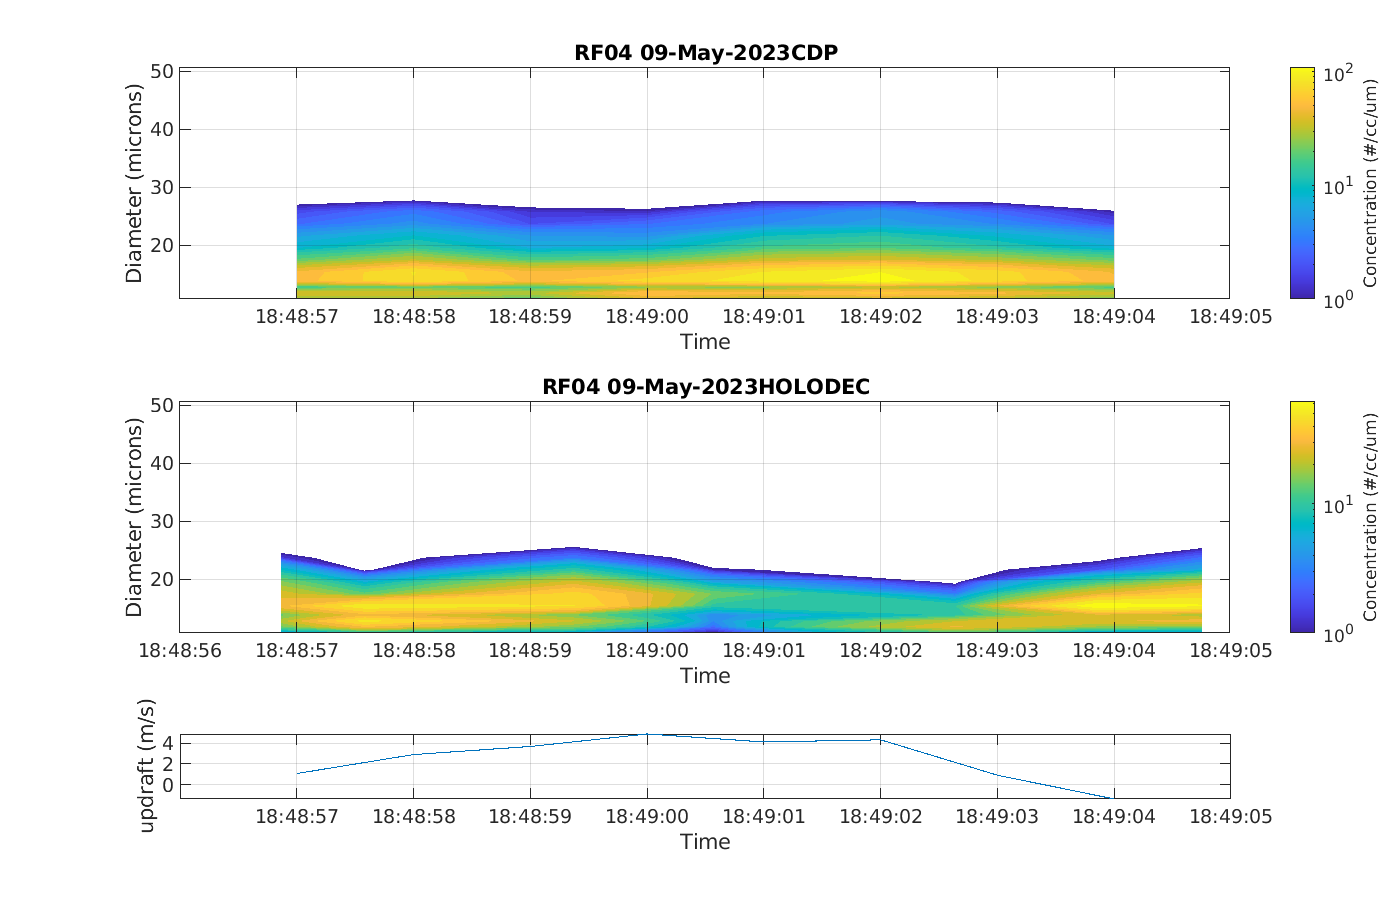 RF04 09-May-2023CDP
50
40
30
20
Diameter (microns)
18:48:57 18:48:58 18:48:59 18:49:00 18:49:01 18:49:02 18:49:03 18:49:04 18:49:05
Time
10^2
10^1
10^0
Concentration (#/cc/um)
RF04 09-May-2023HOLODEC
50
40
30
20
Diameter (microns)
18:48:56 18:48:57 18:48:58 18:48:59 18:49:00 18:49:01 18:49:02 18:49:03 18:49:04 18:49:05
Time
10^1
10^0
Concentration (#/cc/um)
4
2
0
updraft (m/s)
18:48:57 18:48:58 18:48:59 18:49:00 18:49:01 18:49:02 18:49:03 18:49:04 18:49:05
Time